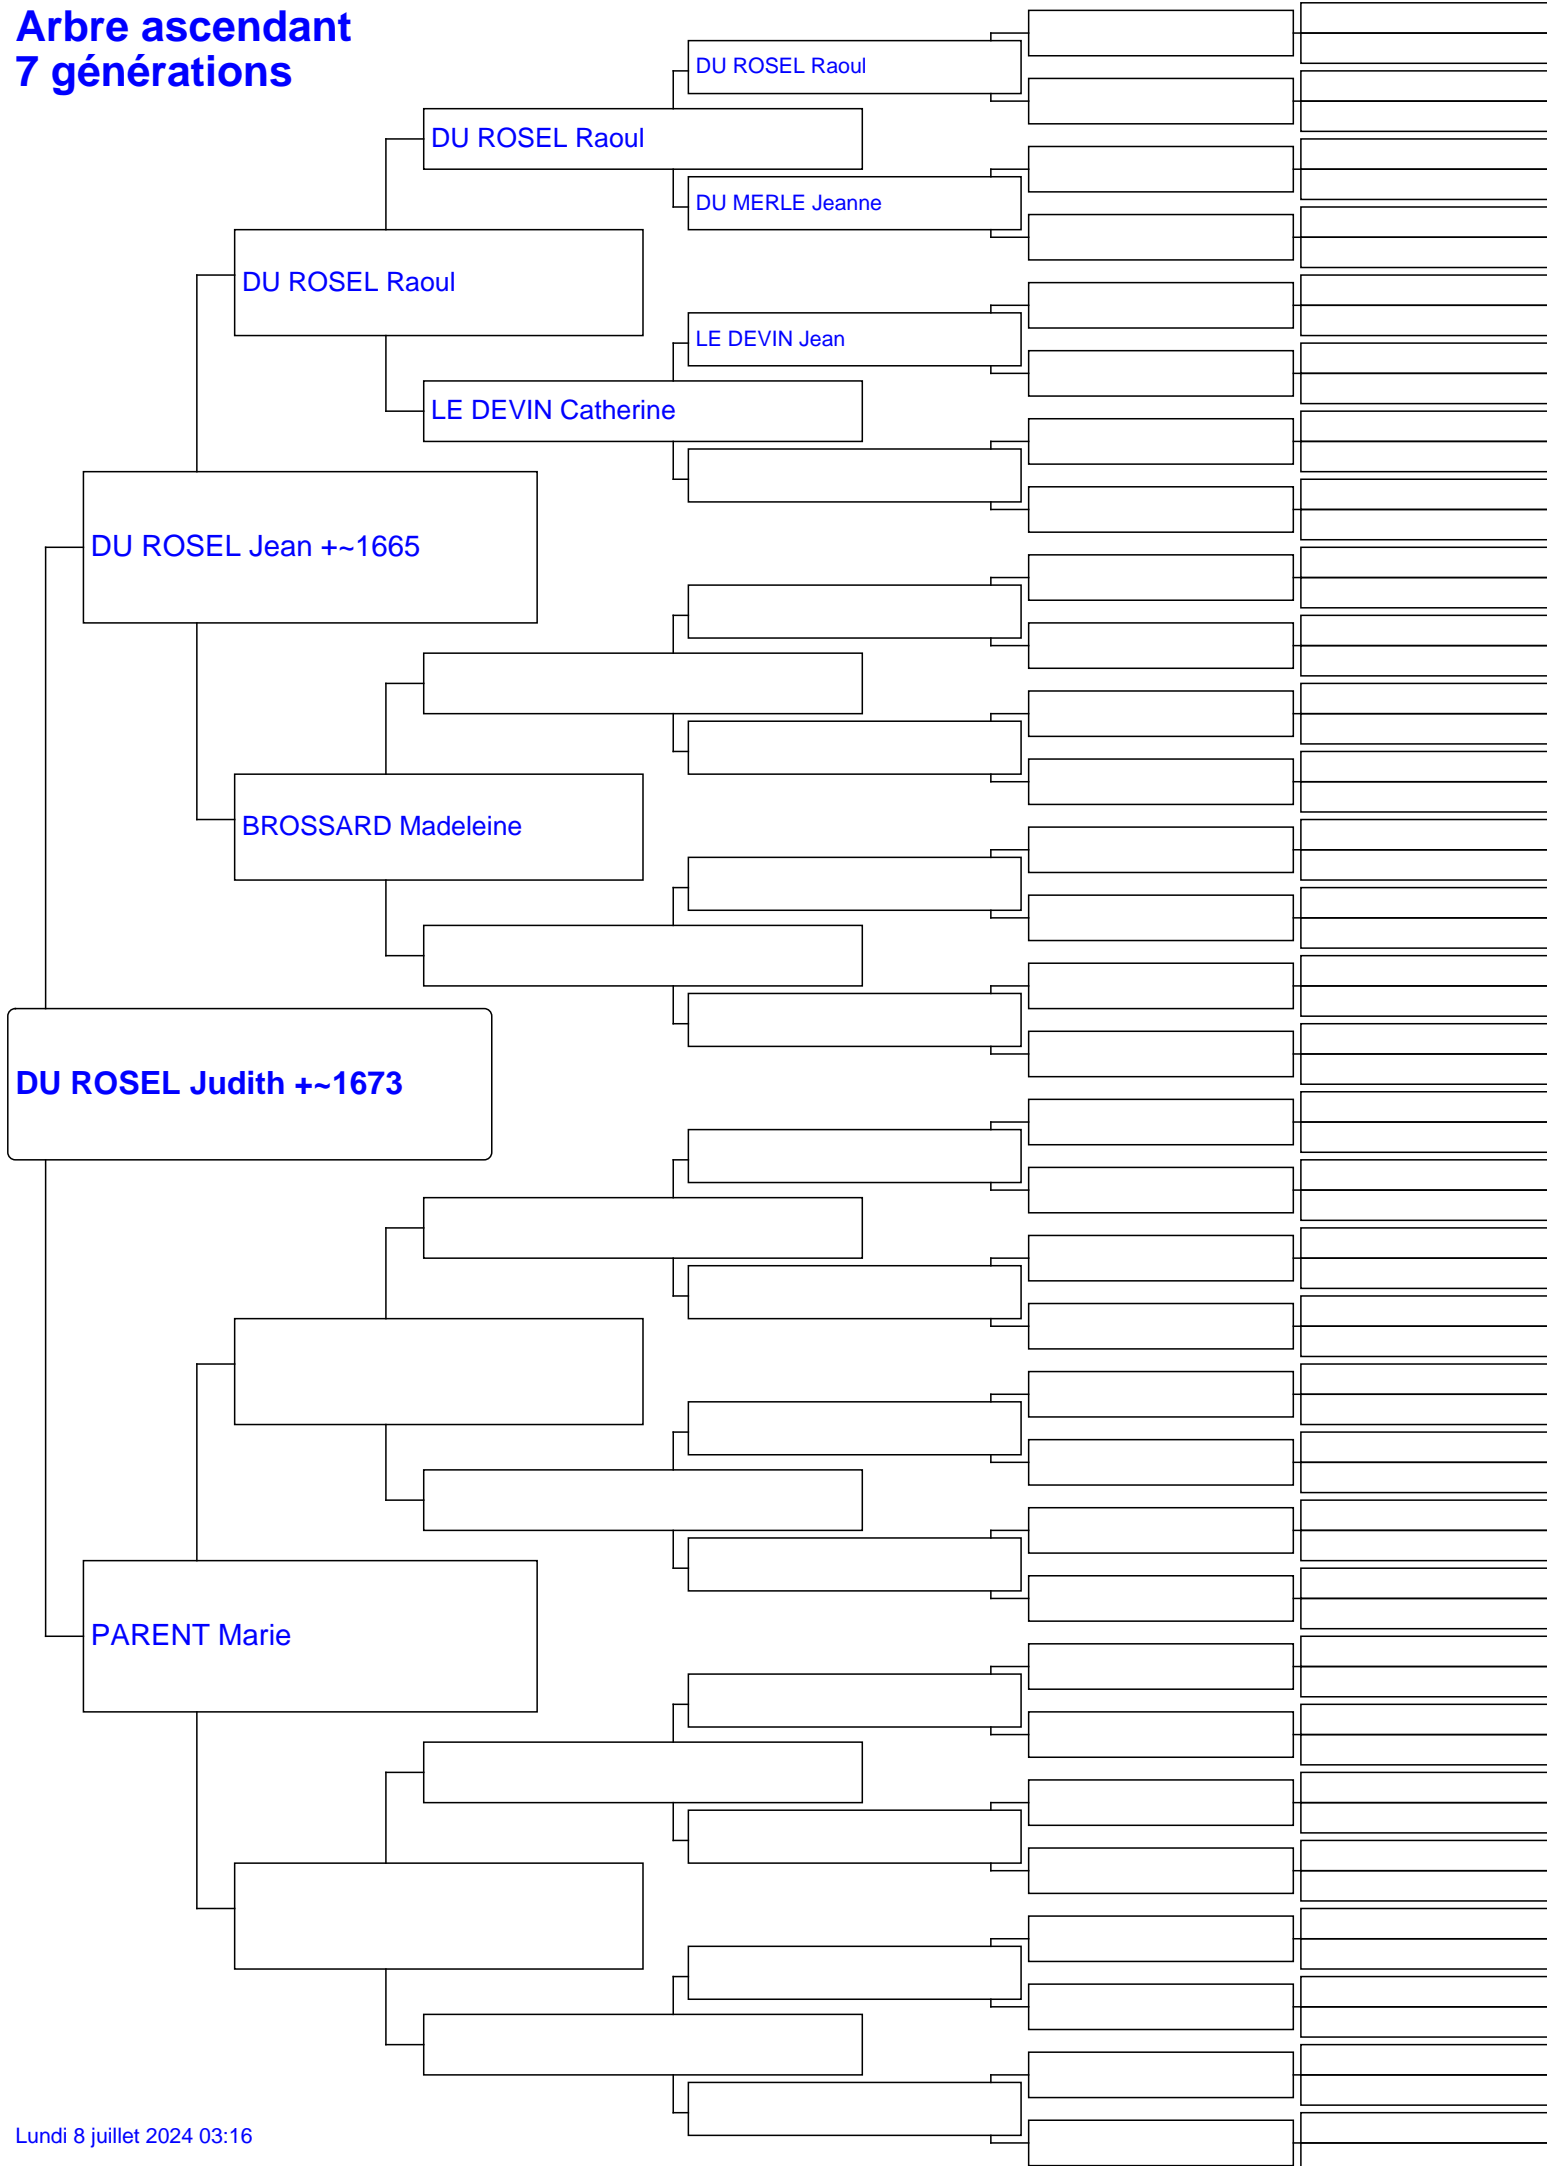 Arbre ascendant
7 générations
DU ROSEL Raoul
DU ROSEL Raoul
DU MERLE Jeanne
DU ROSEL Raoul
LE DEVIN Jean
LE DEVIN Catherine
DU ROSEL Jean +~1665
BROSSARD Madeleine
DU ROSEL Judith +~1673
PARENT Marie
Lundi 8 juillet 2024 03:16